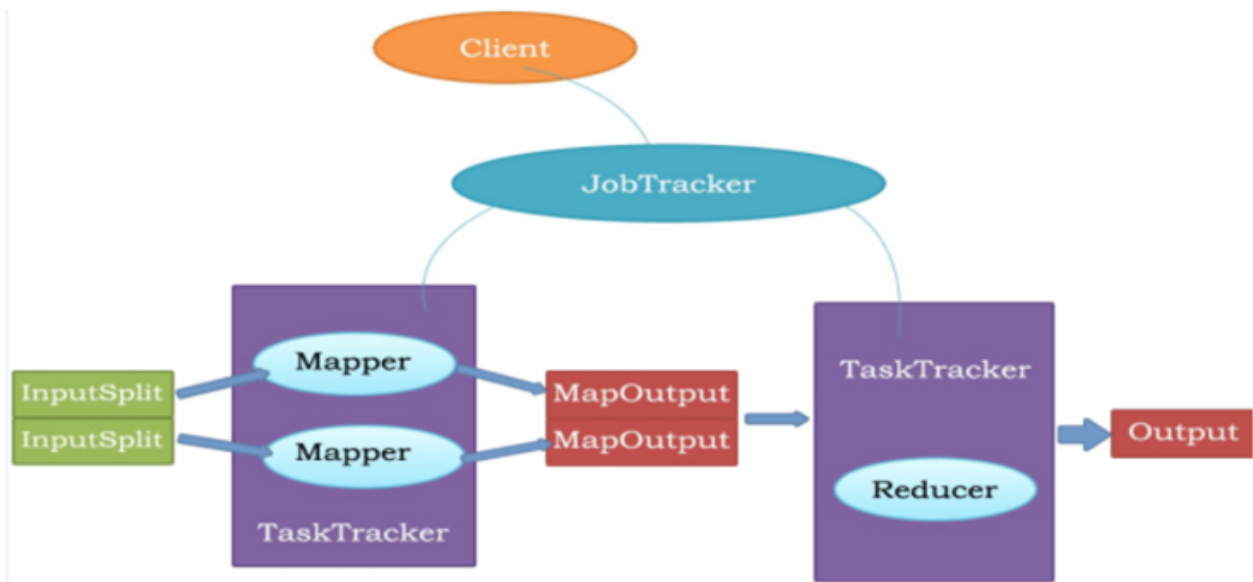 Client
JobTracker
Mapper
InputSplit
InputSplit
Mapper
TaskTracker
MapOutput
MapOutput
TaskTracker
Reducer
Output